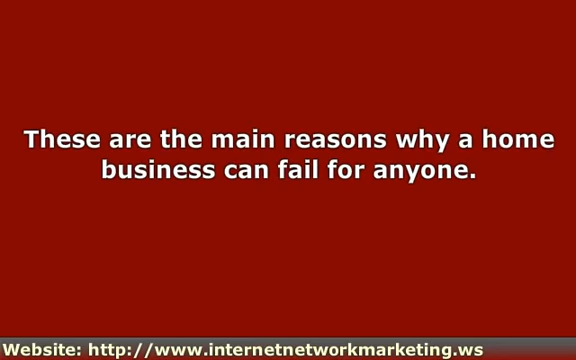 These are the main reasons why a home
business can fail for anyone.
Website: http://www.internetnetworkmarketing.ws